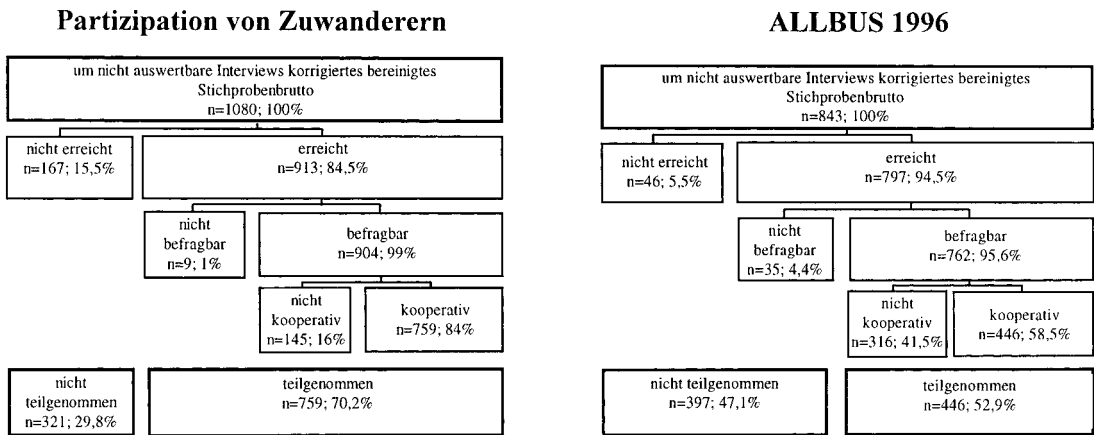 Partizipation von Zuwanderern
um nicht auswertbare Interviews korrigiertes bereinigtes
Stichprobenbrutto
n=1080; 100%
nicht erreicht
n=167; 15,5%
erreicht
n=913; 84,5%
nicht
befragbar
n=9; 1%
befragbar
n=904; 99%
nicht
kooperativ
n=145; 16%
kooperativ
n=759; 84%
nicht
teilgenommen
n=321; 29,8%
teilgenommen
n=759; 70,2%
ALLBUS 1996
um nicht auswertbare Interviews korrigiertes bereinigtes
Stichprobenbrutto
n=843; 100%
nicht erreicht
n=46; 5,5%
erreicht
n=797; 94,5%
nicht
befragbar
n=35; 4,4%
befragbar
n=762; 95,6%
nicht
kooperativ
n=316; 41,5%
kooperativ
n=446; 58,5%
nicht teilgenommen
n=397; 47,1%
teilgenommen
n=446; 52,9%